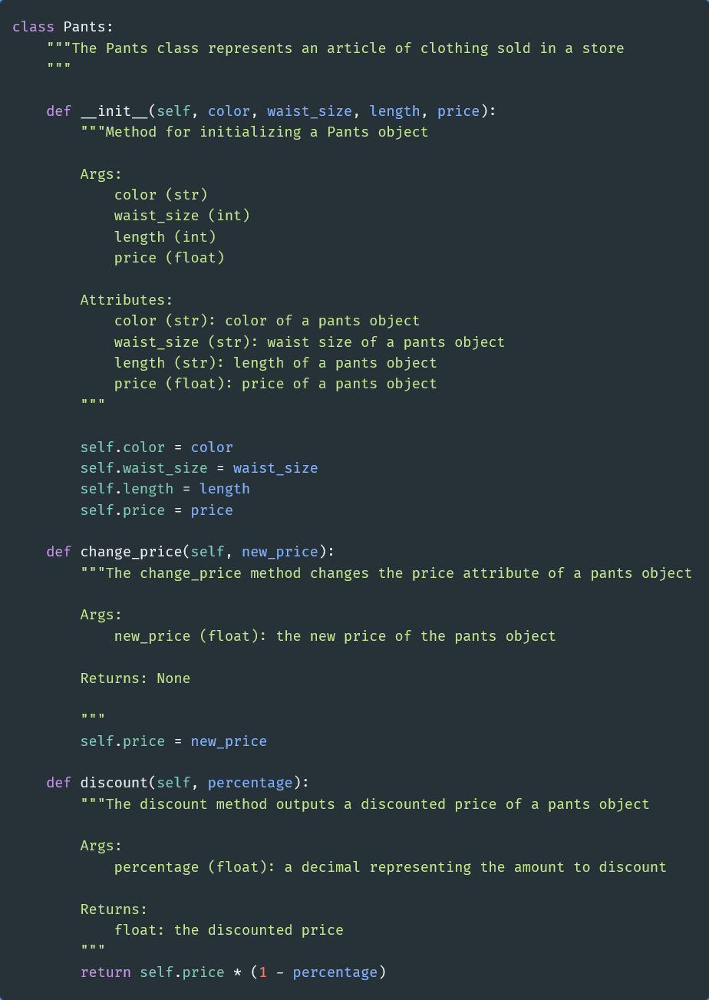 class Pants:
    """The Pants class represents an article of clothing sold in a store
    """

    def __init__(self, color, waist_size, length, price):
        """Method for initializing a Pants object

        Args:
            color (str)
            waist_size (int)
            length (int)
            price (float)

        Attributes:
            color (str): color of a pants object
            waist_size (str): waist size of a pants object
            length (str): length of a pants object
            price (float): price of a pants object
        """

        self.color = color
        self.waist_size = waist_size
        self.length = length
        self.price = price

    def change_price(self, new_price):
        """The change_price method changes the price attribute of a pants object

        Args:
            new_price (float): the new price of the pants object

        Returns: None

        """
        self.price = new_price

    def discount(self, percentage):
        """The discount method outputs a discounted price of a pants object

        Args:
            percentage (float): a decimal representing the amount to discount

        Returns:
            float: the discounted price
        """
        return self.price * (1 - percentage)